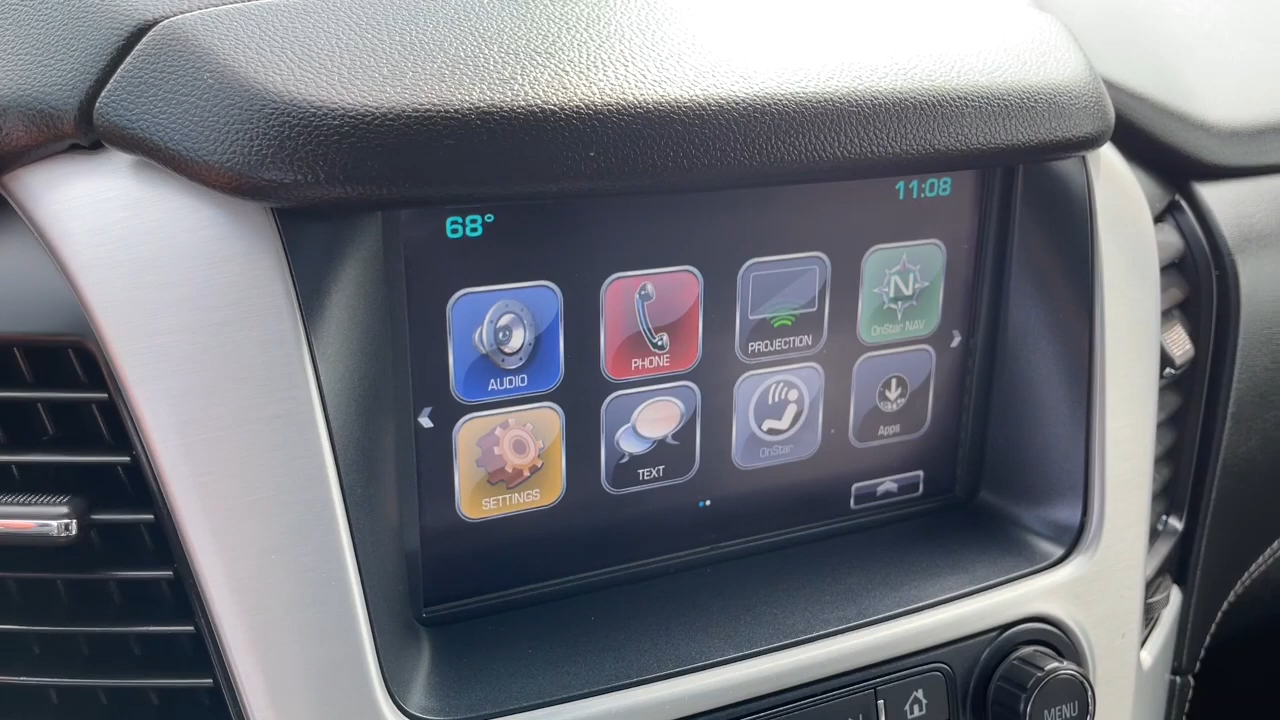 68°
11:08
AUDIO
PHONE
PROJECTION
N
OnStar NAV
SETTINGS
TEXT
OnStar
Apps
MENU